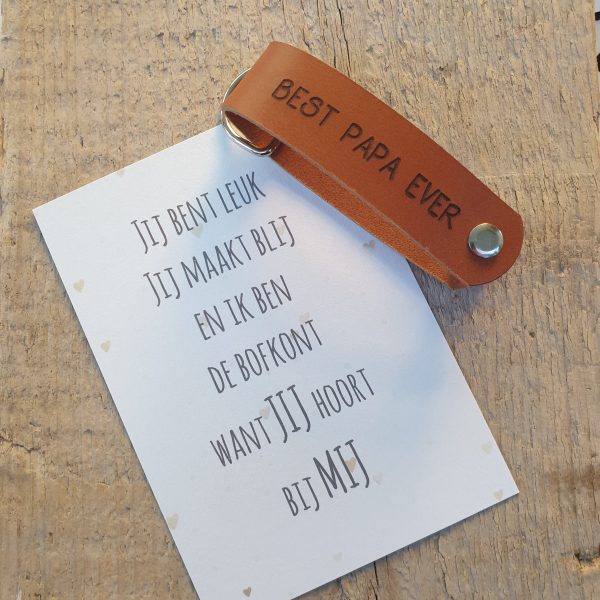 BEST PAPA EVER
JIJ BENT LEUK
JIJ MAAKT BLIJ
EN IK BEN
DE BOFKONT
WANT JIJ HOORT
BIJ MIJ